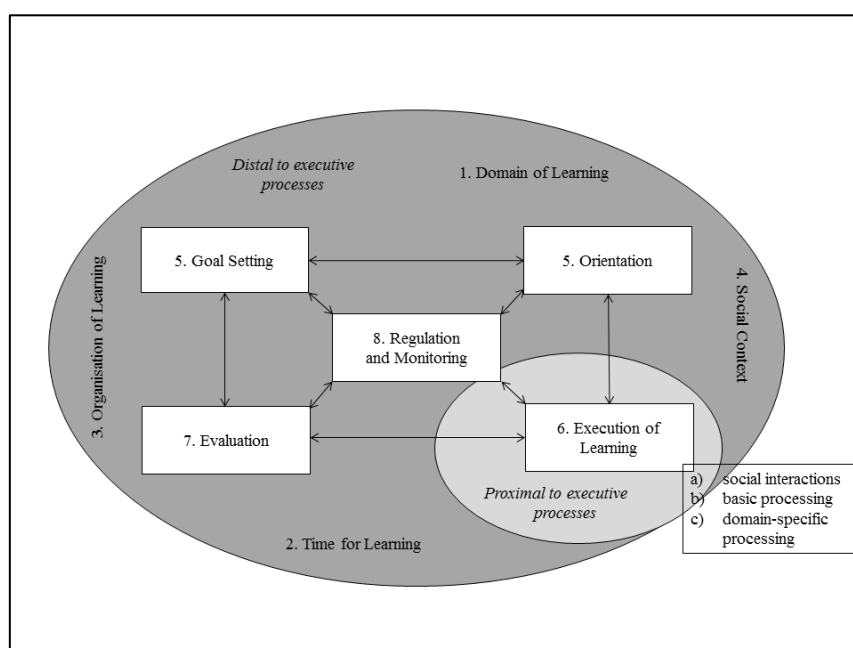 Distal to executive
processes
1. Domain of Learning
5. Goal Setting
5. Orientation
3. Organisation of Learning
4. Social Context
8. Regulation
and Monitoring
7. Evaluation
6. Execution of
Learning
a) social interactions
b) basic processing
c) domain-specific
processing
Proximal to executive
processes
2. Time for Learning